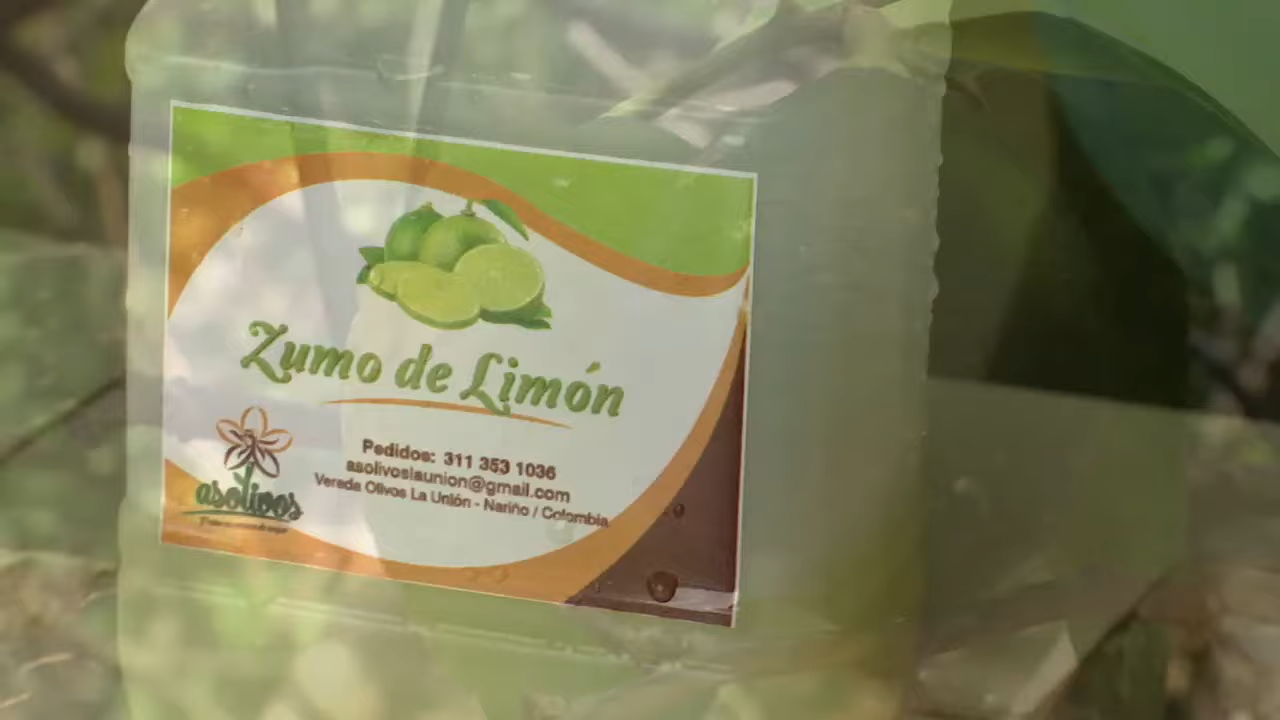 Zumo de Limón
Pedidos: 311 353 1036
asolivoslaunion@gmail.com
Vereda Olivos La Unión - Nariño / Colombia
asolivos